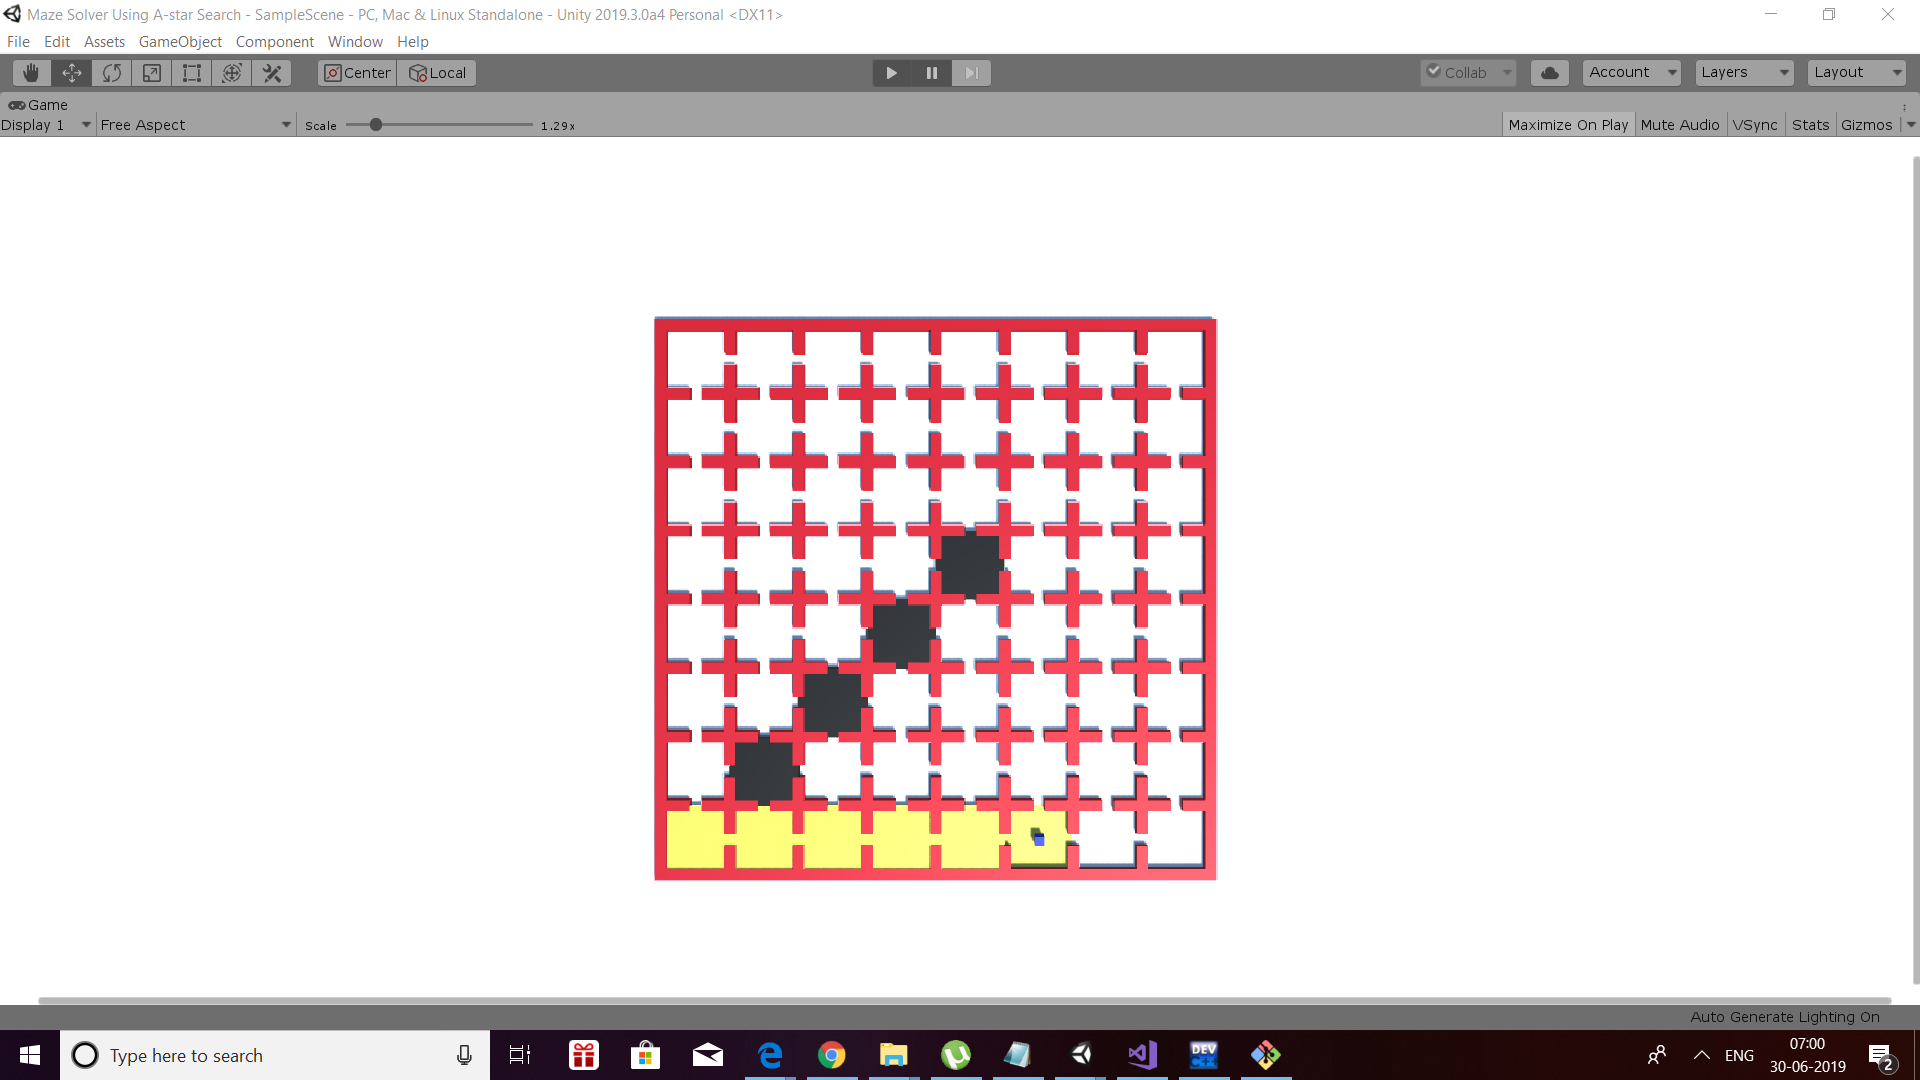 Maze Solver Using A-star Search - SampleScene - PC, Mac & Linux Standalone - Unity 2019.3.0a4 Personal <DX11>
File Edit Assets GameObject Component Window Help
Center Local Collab Account Layers Layout
Game
Display 1 Free Aspect Scale 1.29x Maximize On Play Mute Audio VSync Stats Gizmos
Auto Generate Lighting On
Type here to search DEV C++ ENG 07:00
30-06-2019 2